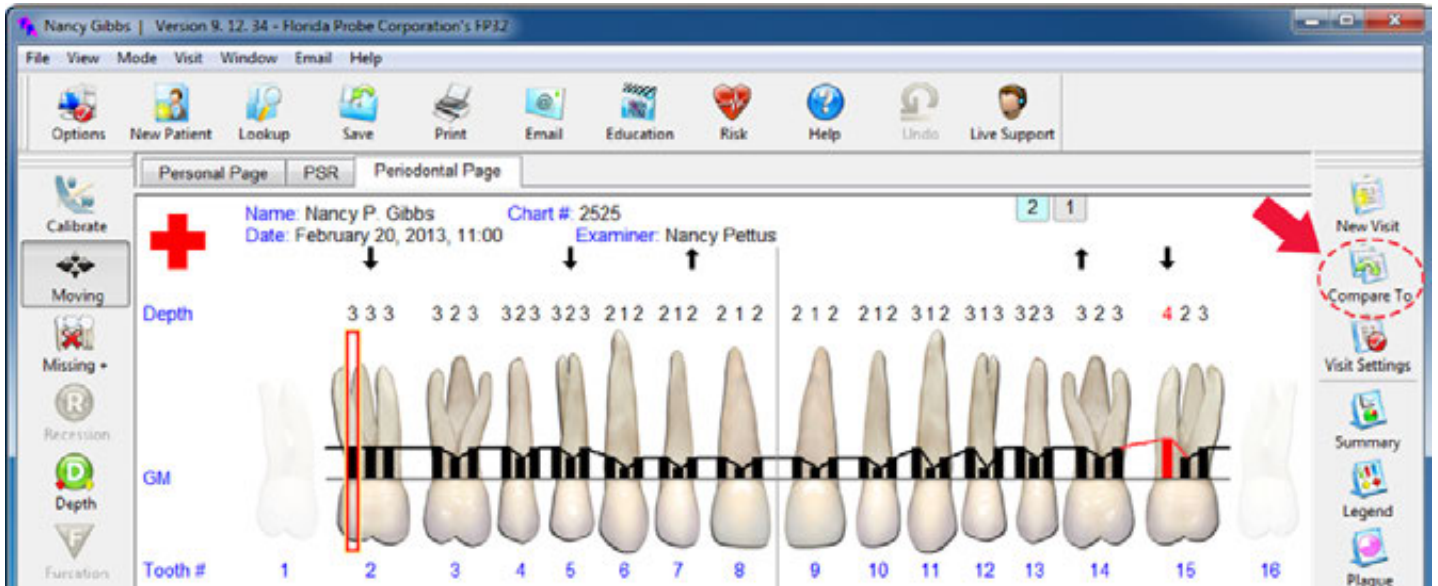 Nancy Gibbs | Version 9. 12. 34 - Florida Probe Corporation's FP32
File View Mode Visit Window Email Help
Options New Patient Lookup Save Print Email Education Risk Help Undo Live Support
Personal Page PSR Periodontal Page
Calibrate
Moving
Missing +
R
Recession
D
Depth
F
Furcation
Name: Nancy P. Gibbs Chart #: 2525 2 1
Date: February 20, 2013, 11:00 Examiner: Nancy Pettus
Depth 3 3 3 3 2 3 3 2 3 3 2 3 2 1 2 2 1 2 2 1 2 2 1 2 2 1 2 3 1 2 3 1 3 3 2 3 3 2 3 4 2 3
GM
Tooth # 1 2 3 4 5 6 7 8 9 10 11 12 13 14 15 16
New Visit
Compare To
Visit Settings
Summary
Legend
Plaque